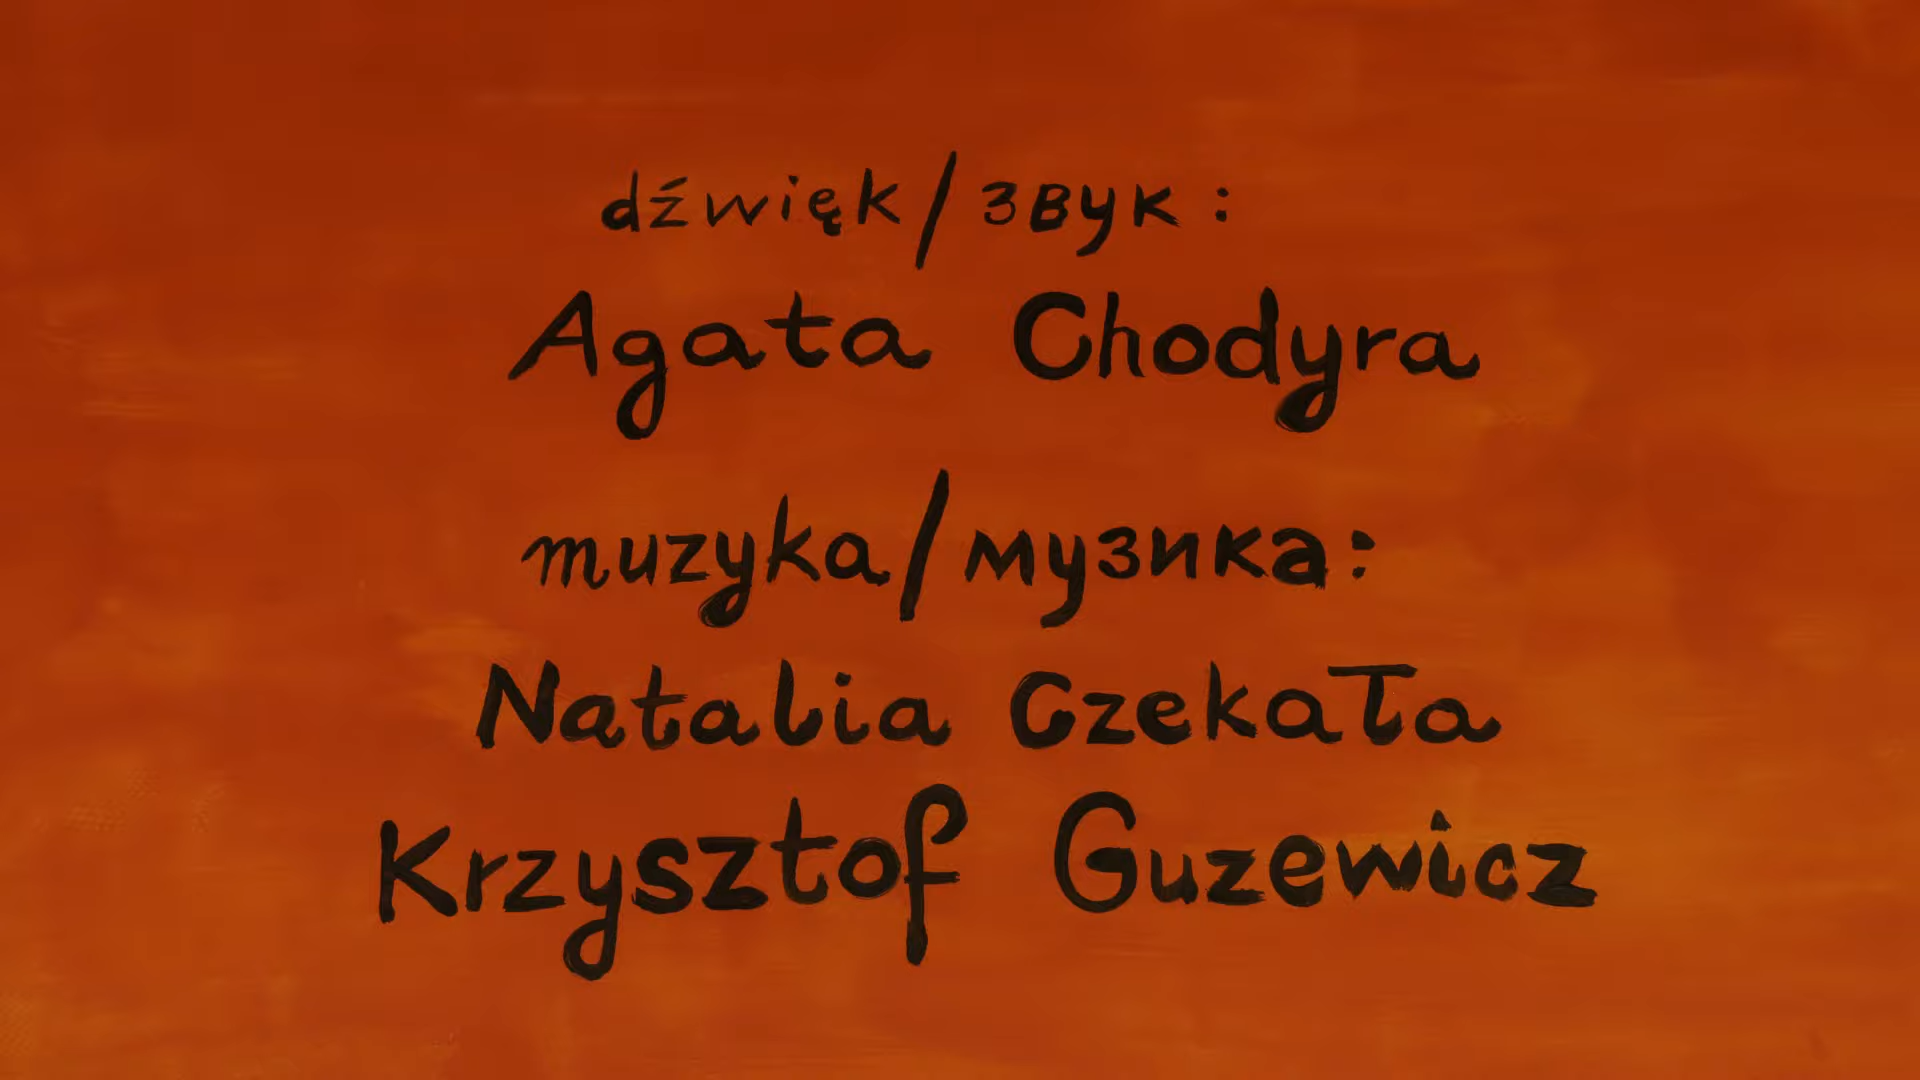 dźwięk/звук:
Agata Chodyra
muzyka/музика:
Natalia Czekała
Krzysztof Guzewicz